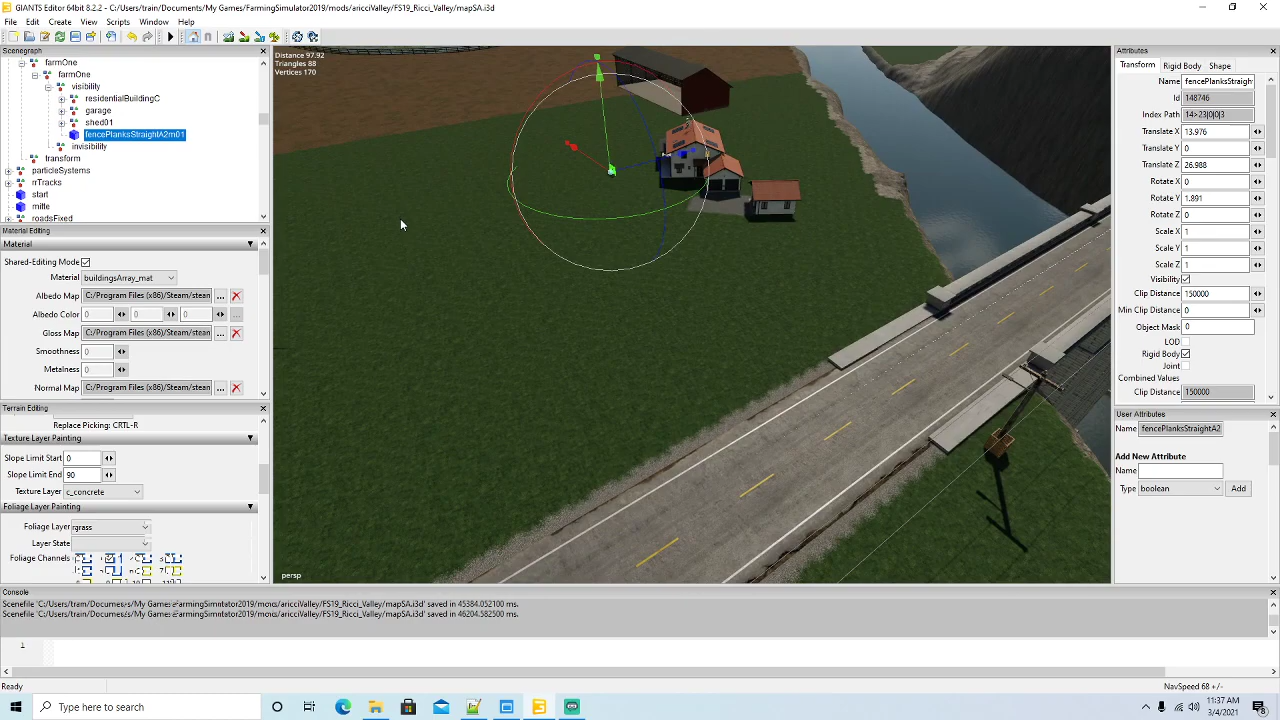 GIANTS Editor 64bit 8.2.2 - C:/Users/train/Documents/My Games/FarmingSimulator2019/mods/aricciValley/FS19_Ricci_Valley/mapSA.i3d
File Edit Create View Scripts Window Help
Scenegraph
farmOne
farmOne
visibility
residentialBuildingC
garage
shed01
fencePlanksStraightA2m01
invisibility
transform
particleSystems
rrTracks
start
mitte
roadsFixed
Material Editing
Material
Shared-Editing Mode
Material buildingsArray_mat
Albedo Map C:/Program Files (x86)/Steam/stean ...
Albedo Color 0 0 0 ...
Gloss Map C:/Program Files (x86)/Steam/stean ...
Smoothness 0
Metalness 0
Normal Map C:/Program Files (x86)/Steam/stean ...
Terrain Editing
Replace Picking: CRTL-R
Texture Layer Painting
Slope Limit Start 0
Slope Limit End 90
Texture Layer c_concrete
Foliage Layer Painting
Foliage Layer rgrass
Layer State
Foliage Channels
Distance 97.92
Triangles 88
Vertices 170
persp
Attributes
Transform Rigid Body Shape
Name fencePlanksStraigh
Id 148746
Index Path 14>23|0|0|3
Translate X 13.976
Translate Y 0
Translate Z 26.988
Rotate X 0
Rotate Y 1.891
Rotate Z 0
Scale X 1
Scale Y 1
Scale Z 1
Visibility
Clip Distance 150000
Min Clip Distance 0
Object Mask 0
LOD
Rigid Body
Joint
Combined Values
Clip Distance 150000
User Attributes
Name fencePlanksStraightA2
Add New Attribute
Name
Type boolean Add
Console
Scenefile 'C:/Users/train/Documents/My Games/FarmingSimulator2019/mods/aricciValley/FS19_Ricci_Valley/mapSA.i3d' saved in 45384.052100 ms.
Scenefile 'C:/Users/train/Documents/My Games/FarmingSimulator2019/mods/aricciValley/FS19_Ricci_Valley/mapSA.i3d' saved in 46204.582500 ms.
1
Ready
NavSpeed 68 +/-
Type here to search
11:37 AM
3/4/2021